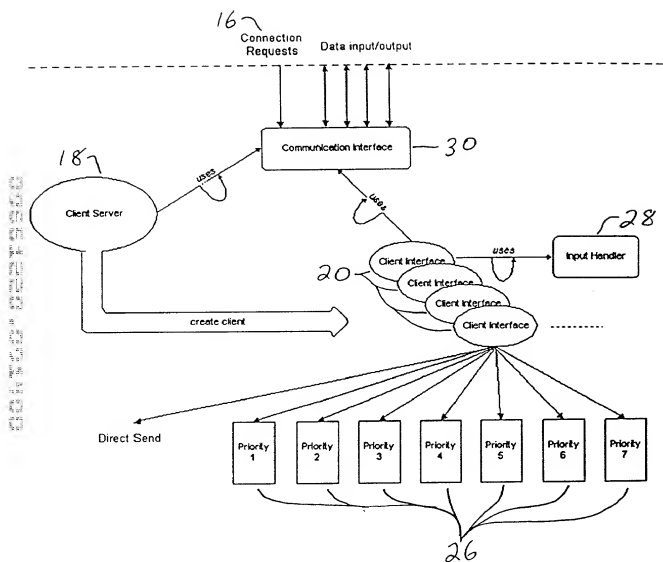 16
Connection Requests
Data input/output
Communication Interface
30
18
Client Server
uses
uses
28
Client Interface
uses
Input Handler
20
Client Interface
Client Interface
Client Interface
create client
Direct Send
Priority 1
Priority 2
Priority 3
Priority 4
Priority 5
Priority 6
Priority 7
26